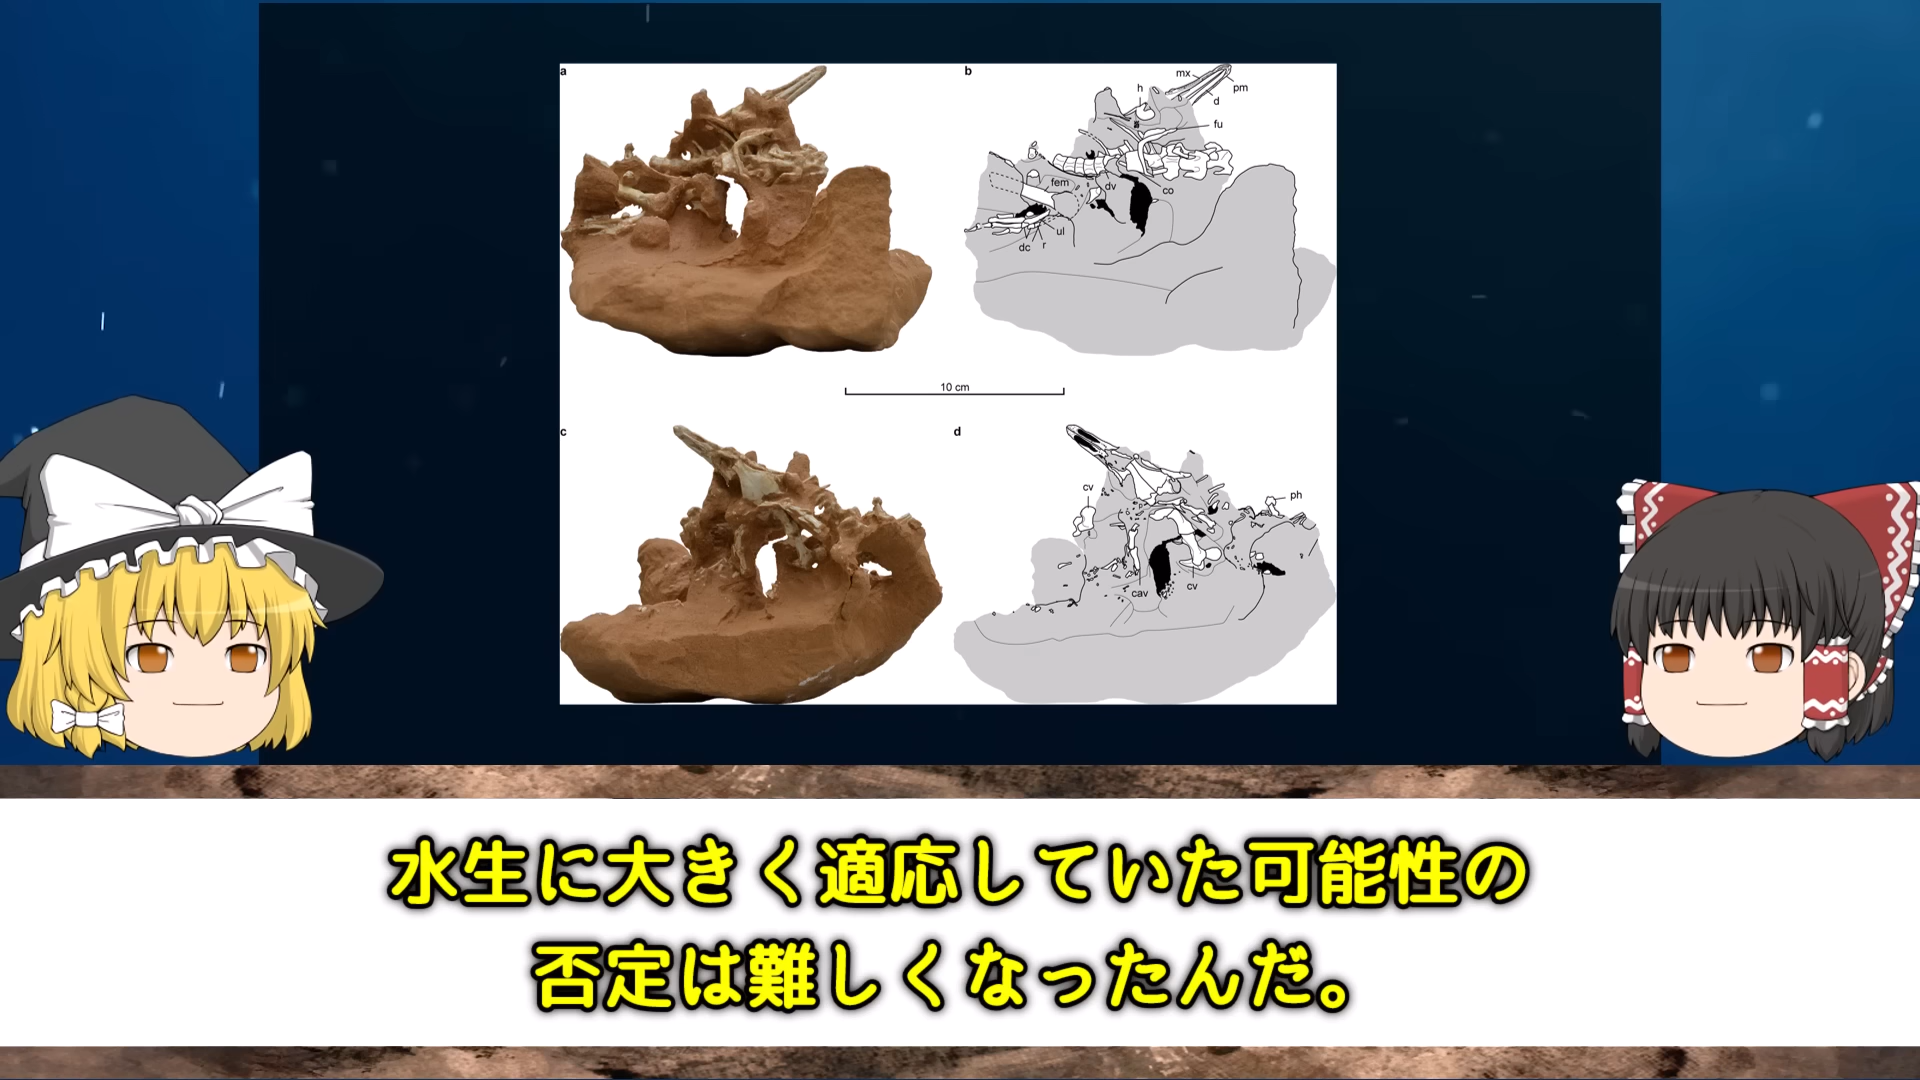 a
b
mx
h
pm
d
fu
fem
dv
co
ul
dc
r
10 cm
c
d
cv
ph
cav
cv
水生に大きく適応していた可能性の
否定は難しくなったんだ。